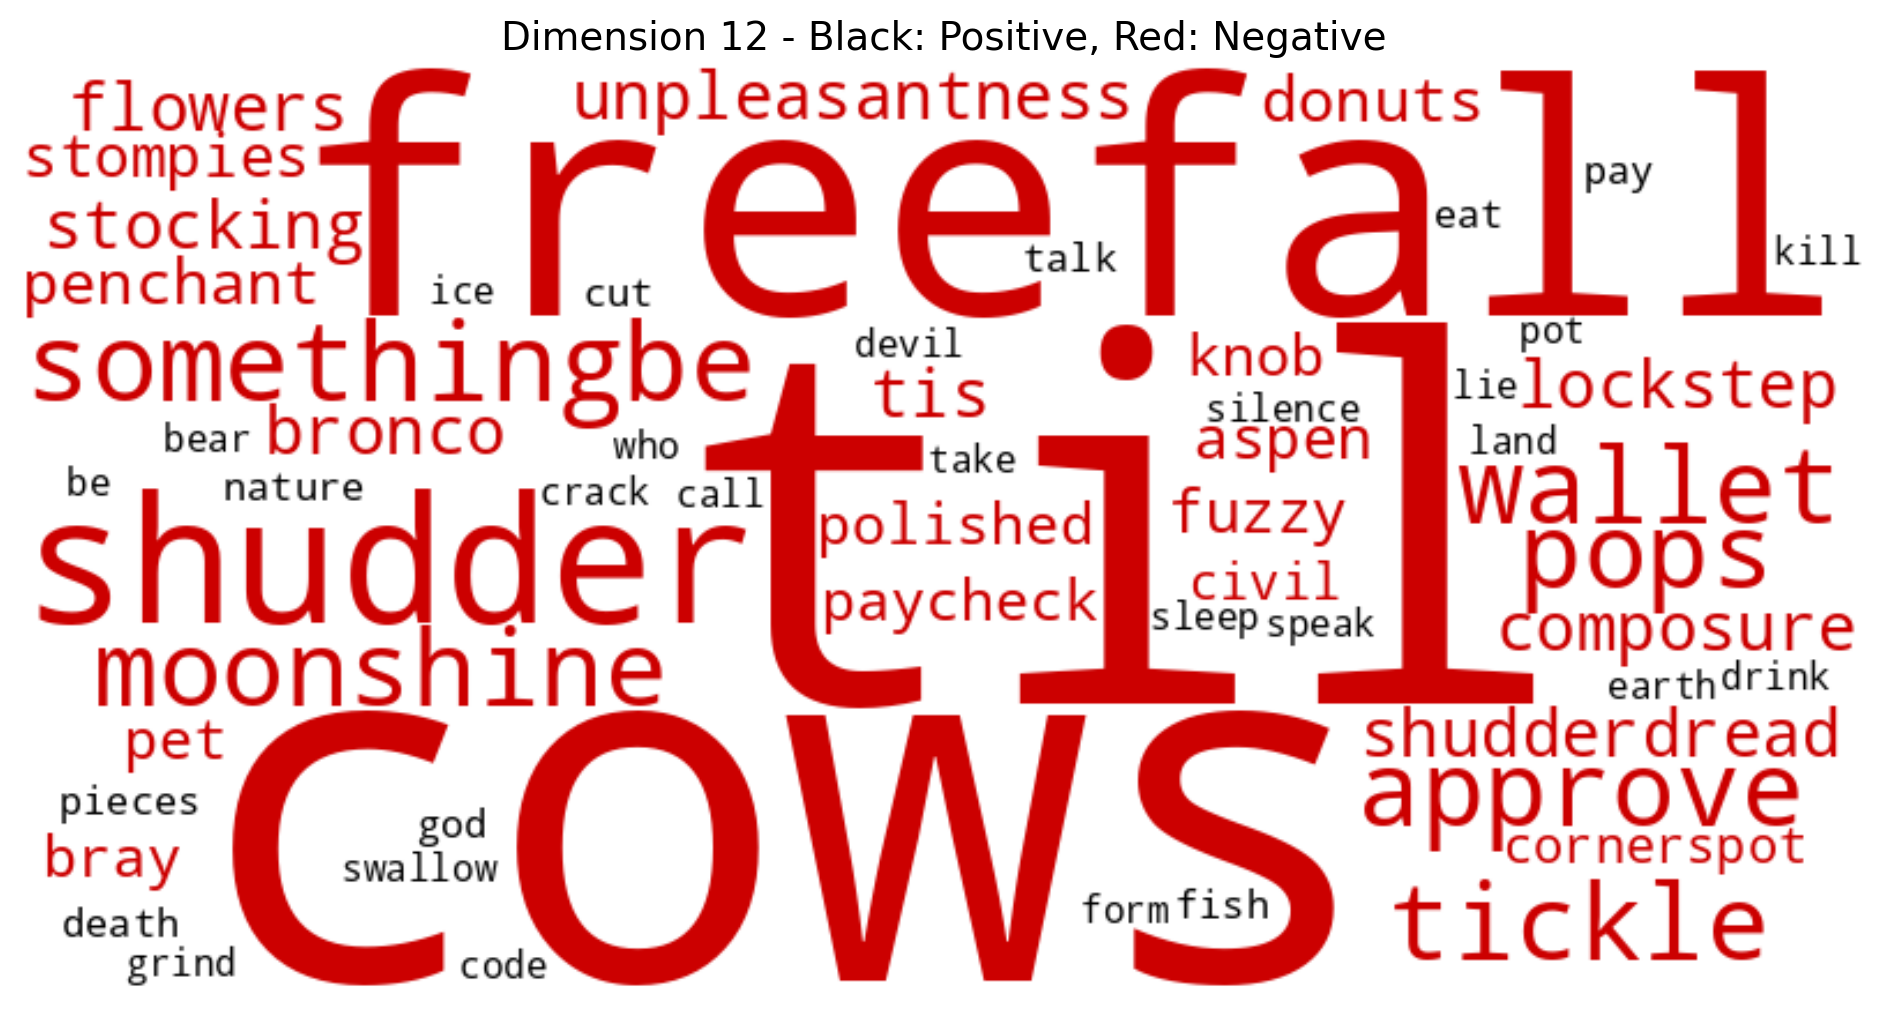 Dimension 12 - Black: Positive, Red: Negative
flowers
unpleasantness
donuts
stompies
freefall
pay
stocking
eat
talk
kill
penchant
ice
cut
somethingbe
devil
pot
knob
tis
lie
lockstep
silence
bear
bronco
who
aspen
land
take
til
be
nature
crack
call
wallet
shudder
polished
fuzzy
pops
civil
paycheck
sleep
speak
composure
moonshine
earth
drink
pet
shudderdread
cows
pieces
approve
god
bray
swallow
cornerspot
death
form
fish
tickle
grind
code